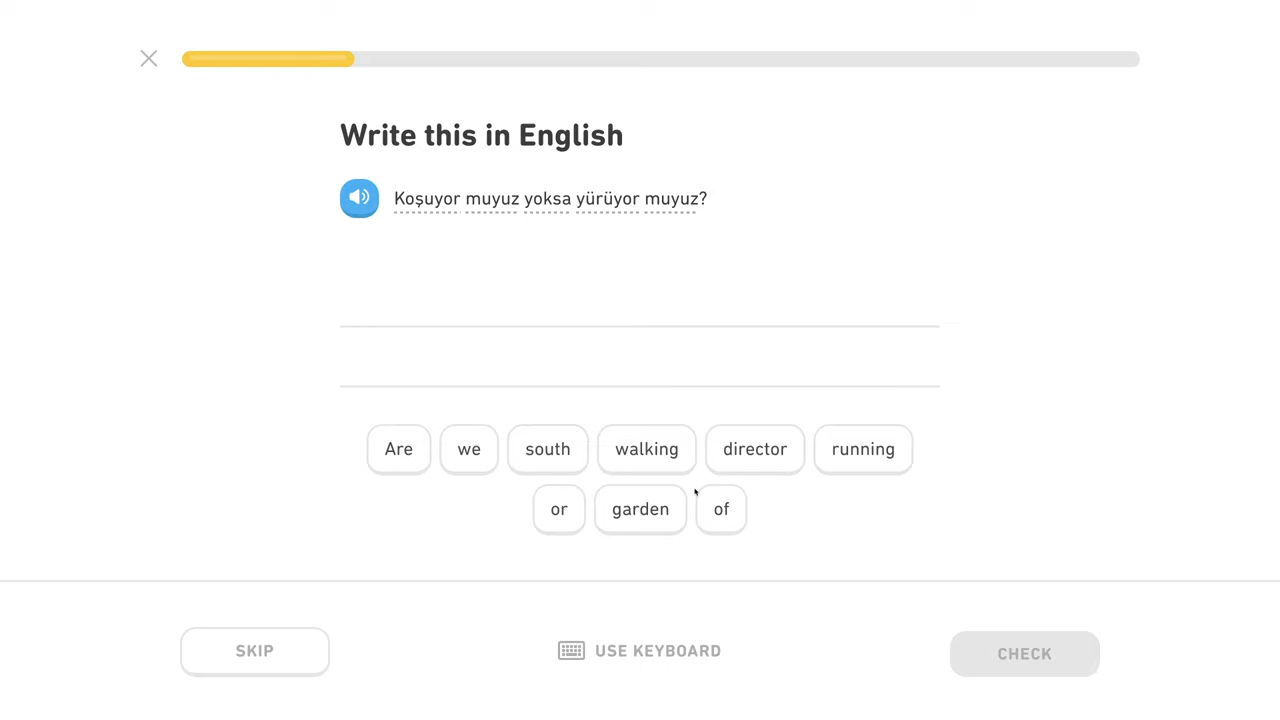 Write this in English
Koşuyor muyuz yoksa yürüyor muyuz?
Are we south walking director running
or garden of
SKIP USE KEYBOARD CHECK